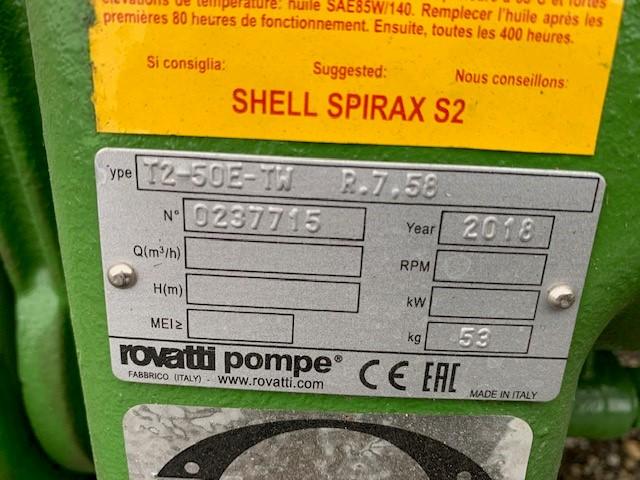 élévations de température: huile SAE85W/140. Remplecer l'huile après les
premières 80 heures de fonctionnement. Ensuite, toutes les 400 heures.
Si consiglia:
Suggested:
Nous conseillons:
SHELL SPIRAX S2
ype T2-50E-TW R.7,58
N° 0237715
Year 2018
Q(m³/h)
RPM
H(m)
kW
MEI≥
kg 53
rovatti pompe®
FABBRICO (ITALY) - www.rovatti.com
CE EAC
MADE IN ITALY